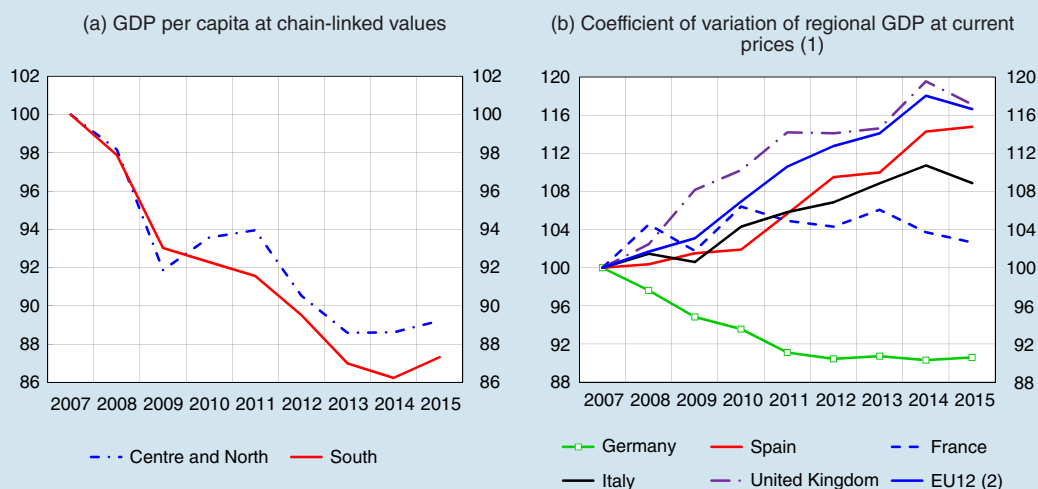 (a) GDP per capita at chain-linked values
102 102
100 100
98 98
96 96
94 94
92 92
90 90
88 88
86 86
2007 2008 2009 2010 2011 2012 2013 2014 2015
Centre and North South
(b) Coefficient of variation of regional GDP at current
prices (1)
120 120
116 116
112 112
108 108
104 104
100 100
96 96
92 92
88 88
2007 2008 2009 2010 2011 2012 2013 2014 2015
Germany Spain France
Italy United Kingdom EU12 (2)